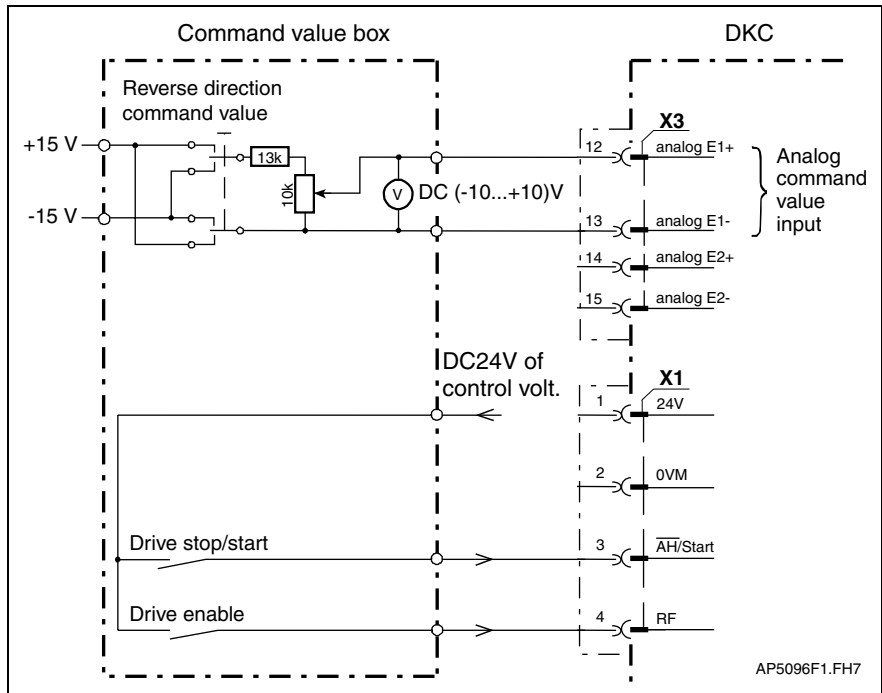 Command value box
DKC
Reverse direction
command value
+15 V
-15 V
13k
10k
V
DC (-10...+10)V
X3
12
analog E1+
13
analog E1-
14
analog E2+
15
analog E2-
Analog
command
value
input
DC24V of
control volt.
X1
1
24V
2
0VM
Drive stop/start
3
A̅H̅/Start
Drive enable
4
RF
AP5096F1.FH7